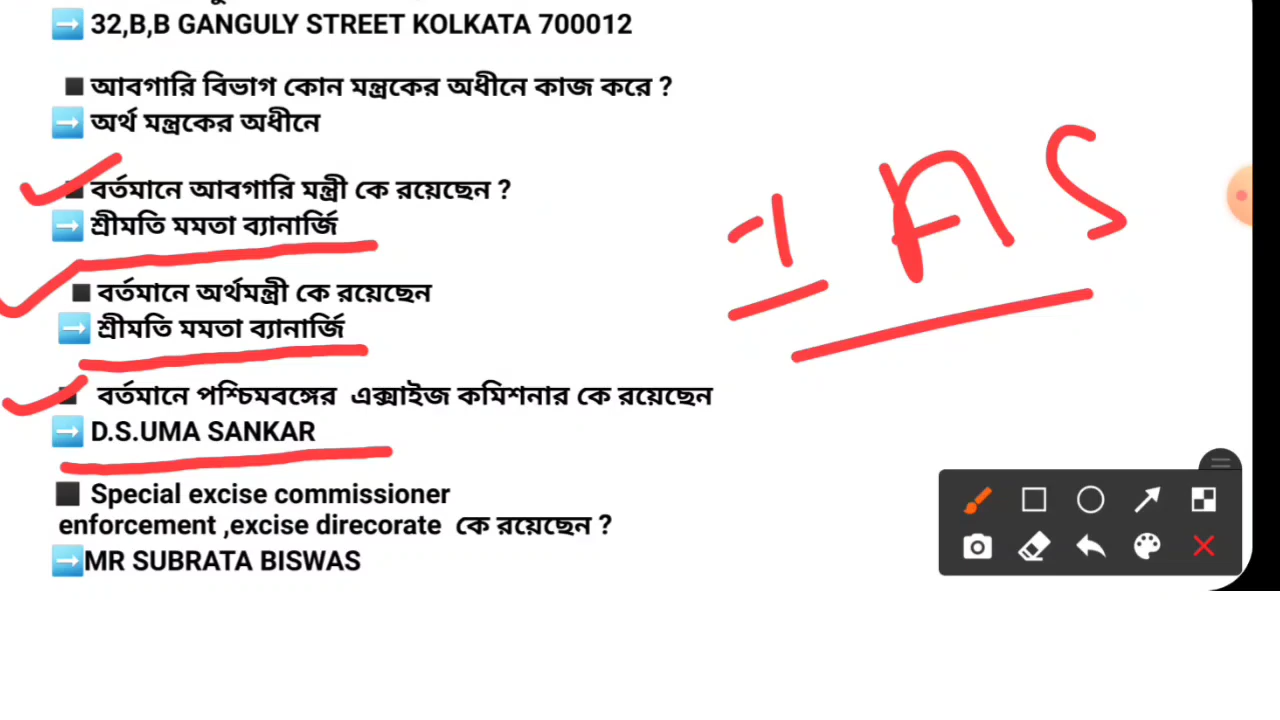 ➡️ 32,B,B GANGULY STREET KOLKATA 700012
◼️ আবগারি বিভাগ কোন মন্ত্রকের অধীনে কাজ করে ?
➡️ অর্থ মন্ত্রকের অধীনে
◼️ বর্তমানে আবগারি মন্ত্রী কে রয়েছেন ?
➡️ শ্রীমতি মমতা ব্যানার্জি
◼️ বর্তমানে অর্থমন্ত্রী কে রয়েছেন
➡️ শ্রীমতি মমতা ব্যানার্জি
◼️ বর্তমানে পশ্চিমবঙ্গের এক্সাইজ কমিশনার কে রয়েছেন
➡️ D.S.UMA SANKAR
◼️ Special excise commissioner
enforcement ,excise direcorate কে রয়েছেন ?
➡️MR SUBRATA BISWAS
IAS